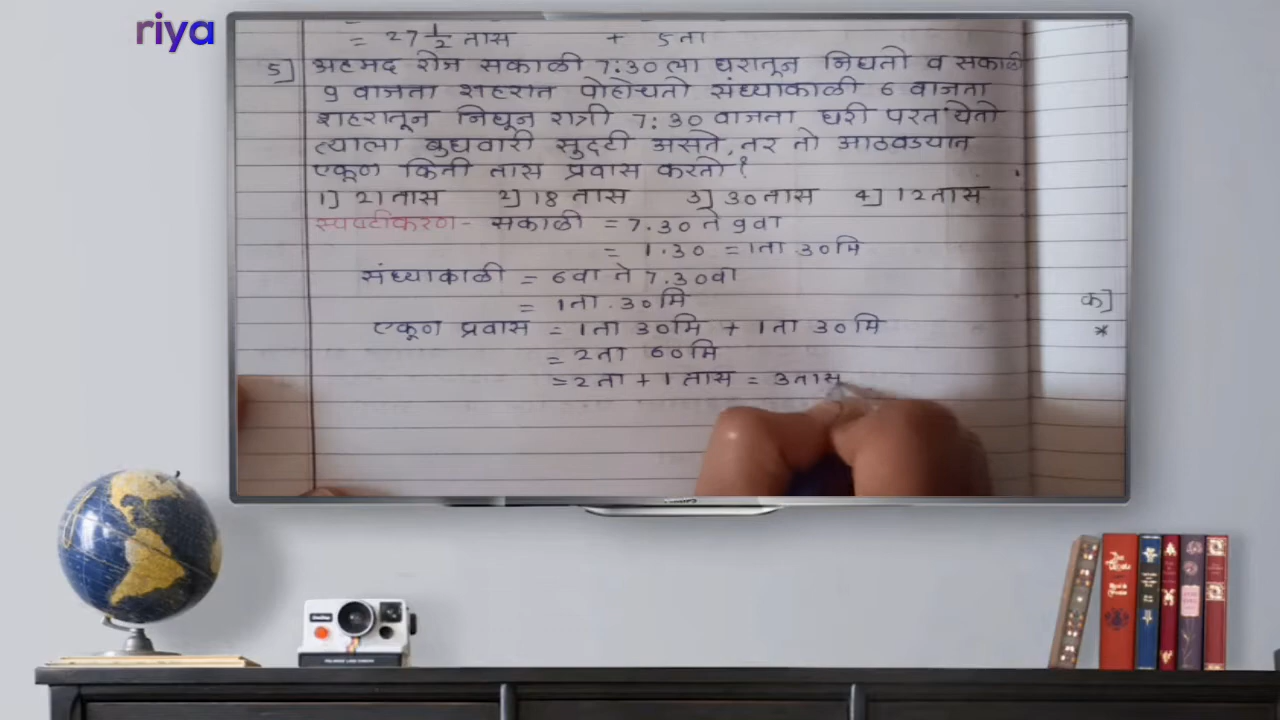 riya
= 27 1/2 तास + 5 ता
5] अहमद रोज सकाळी 7:30 ला घरातून निघतो व सकाळी
9 वाजता शहरात पोहोचतो संध्याकाळी 6 वाजता
शहरातून निघून रात्री 7:30 वाजता घरी परत येतो
त्याला बुधवारी सुट्टी असते, तर तो आठवड्यात
एकूण किती तास प्रवास करतो?
1] 21 तास 2] 18 तास 3] 30 तास 4] 12 तास
स्पष्टीकरण- सकाळी = 7.30 ते 9 वा
= 1.30 = 1 ता 30 मि
संध्याकाळी = 6 वा ते 7.30 वा
= 1 ता. 30 मि
एकूण प्रवास = 1 ता 30 मि + 1 ता 30 मि
= 2 ता 60 मि
= 2 ता + 1 तास = 3 तास
क]
*